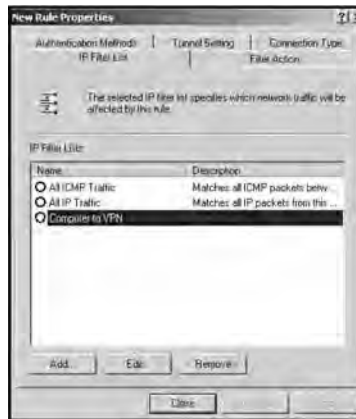 New Rule Properties
Authentication Methods | Tunnel Setting | Connection Type
IP Filter List | Filter Action
The selected IP filter list specifies which network traffic will be
affected by this rule.
IP Filter Lists:
Name Description
All ICMP Traffic Matches all ICMP packets betw...
All IP Traffic Matches all IP packets from this ...
Computer to VPN
Add... Edit... Remove
Close